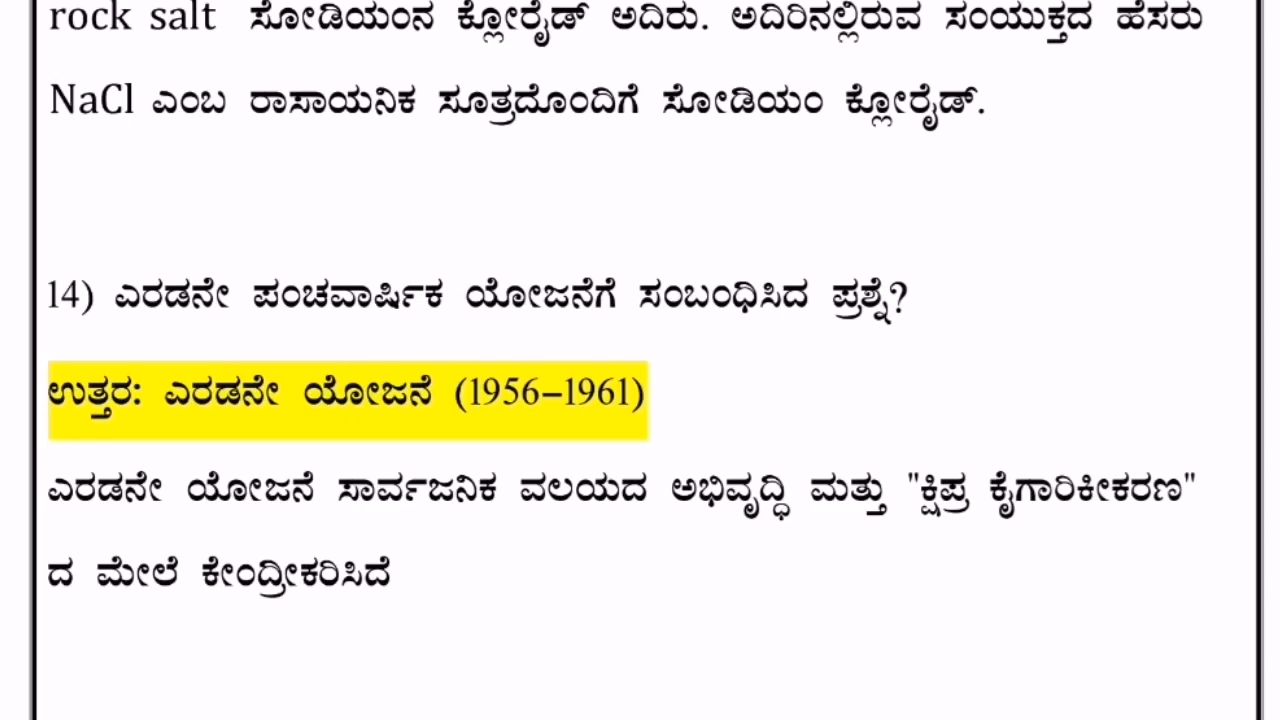 rock salt ಸೋಡಿಯಂನ ಕ್ಲೋರೈಡ್ ಅದಿರು. ಅದಿರಿನಲ್ಲಿರುವ ಸಂಯುಕ್ತದ ಹೆಸರು
NaCl ಎಂಬ ರಾಸಾಯನಿಕ ಸೂತ್ರದೊಂದಿಗೆ ಸೋಡಿಯಂ ಕ್ಲೋರೈಡ್.
14) ಎರಡನೇ ಪಂಚವಾರ್ಷಿಕ ಯೋಜನೆಗೆ ಸಂಬಂಧಿಸಿದ ಪ್ರಶ್ನೆ?
ಉತ್ತರ: ಎರಡನೇ ಯೋಜನೆ (1956–1961)
ಎರಡನೇ ಯೋಜನೆ ಸಾರ್ವಜನಿಕ ವಲಯದ ಅಭಿವೃದ್ಧಿ ಮತ್ತು "ಕ್ಷಿಪ್ರ ಕೈಗಾರಿಕೀಕರಣ"
ದ ಮೇಲೆ ಕೇಂದ್ರೀಕರಿಸಿದೆ